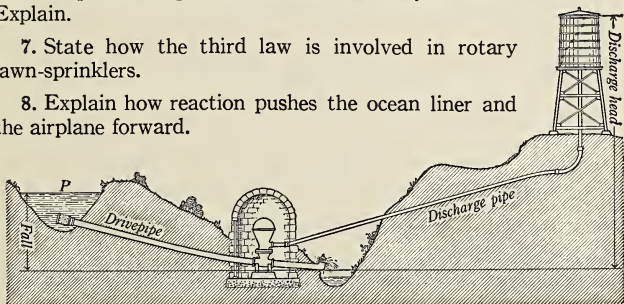 Explain.
7. State how the third law is involved in rotary
lawn-sprinklers.
8. Explain how reaction pushes the ocean liner and
the airplane forward.
P
Fall
Drivepipe
Discharge pipe
Discharge head